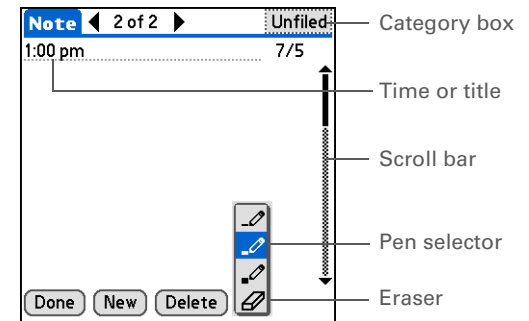 Note 2 of 2 Unfiled
Category box
1:00 pm 7/5
Time or title
Scroll bar
Pen selector
Done New Delete
Eraser